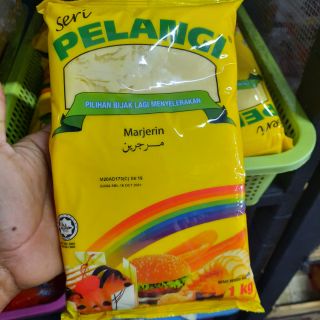 Seri
PELANGI
PILIHAN BIJAK LAGI MENYELERAKAN
Marjerin
مرجرين
1 kg